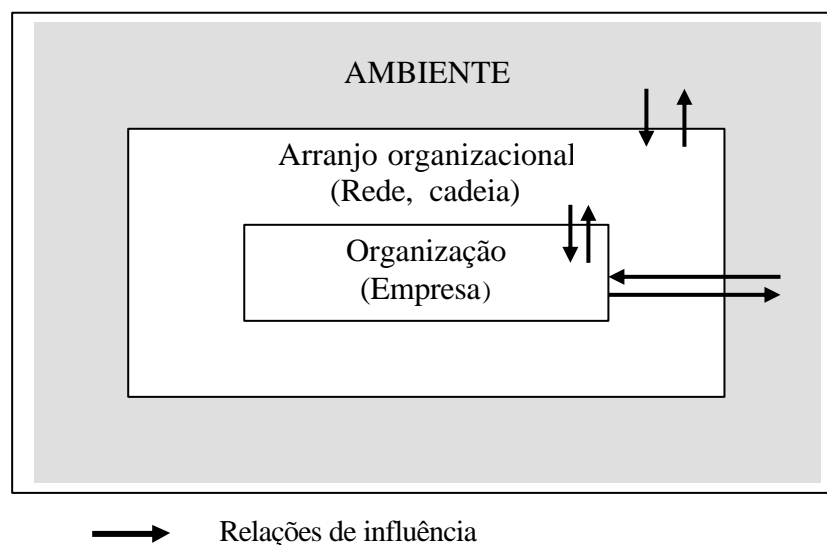 AMBIENTE
Arranjo organizacional
(Rede, cadeia)
Organização
(Empresa)
Relações de influência